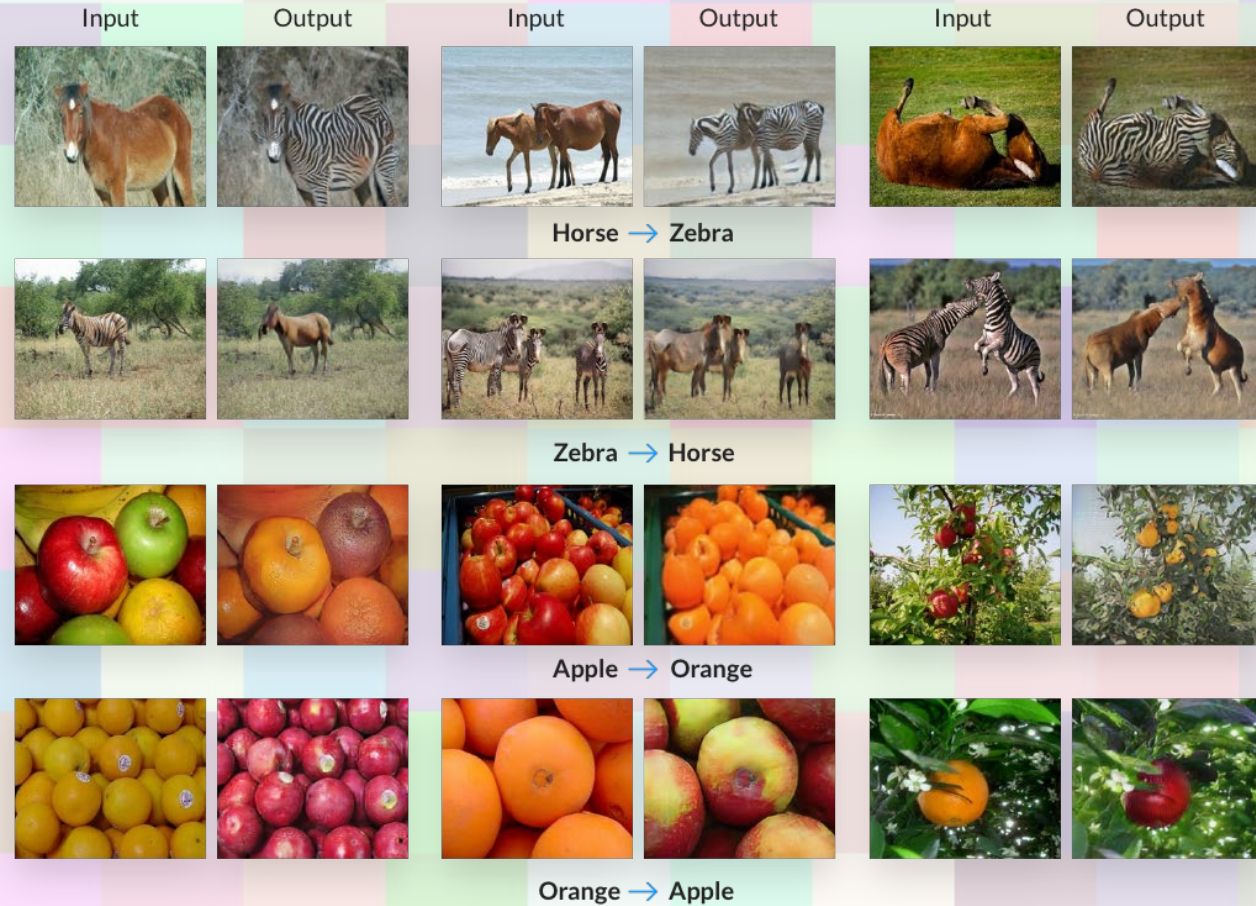 Input Output Input Output Input Output
Horse → Zebra
Zebra → Horse
Apple → Orange
Orange → Apple